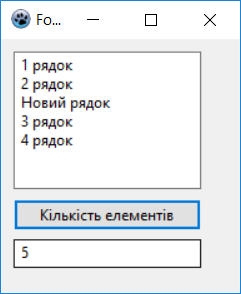 Fo...
1 рядок
2 рядок
Новий рядок
3 рядок
4 рядок
Кількість елементів
5